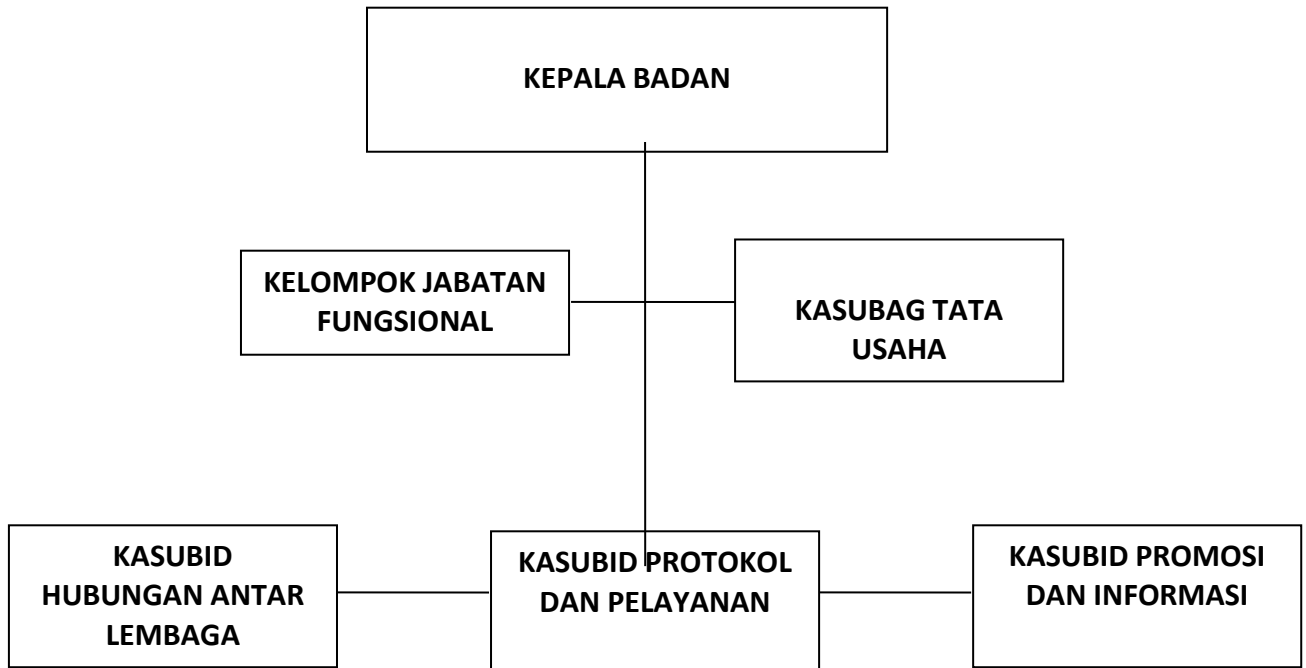 KEPALA BADAN
KELOMPOK JABATAN
FUNGSIONAL
KASUBAG TATA
USAHA
KASUBID
HUBUNGAN ANTAR
LEMBAGA
KASUBID PROTOKOL
DAN PELAYANAN
KASUBID PROMOSI
DAN INFORMASI